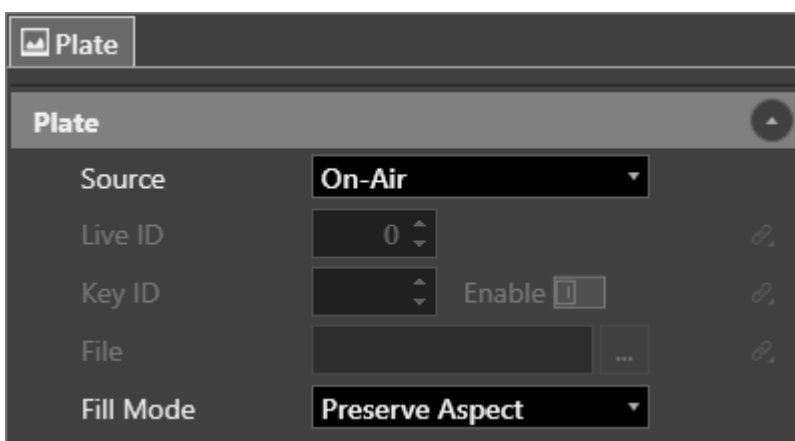 Plate
Plate
Source On-Air
Live ID 0
Key ID Enable
File ...
Fill Mode Preserve Aspect